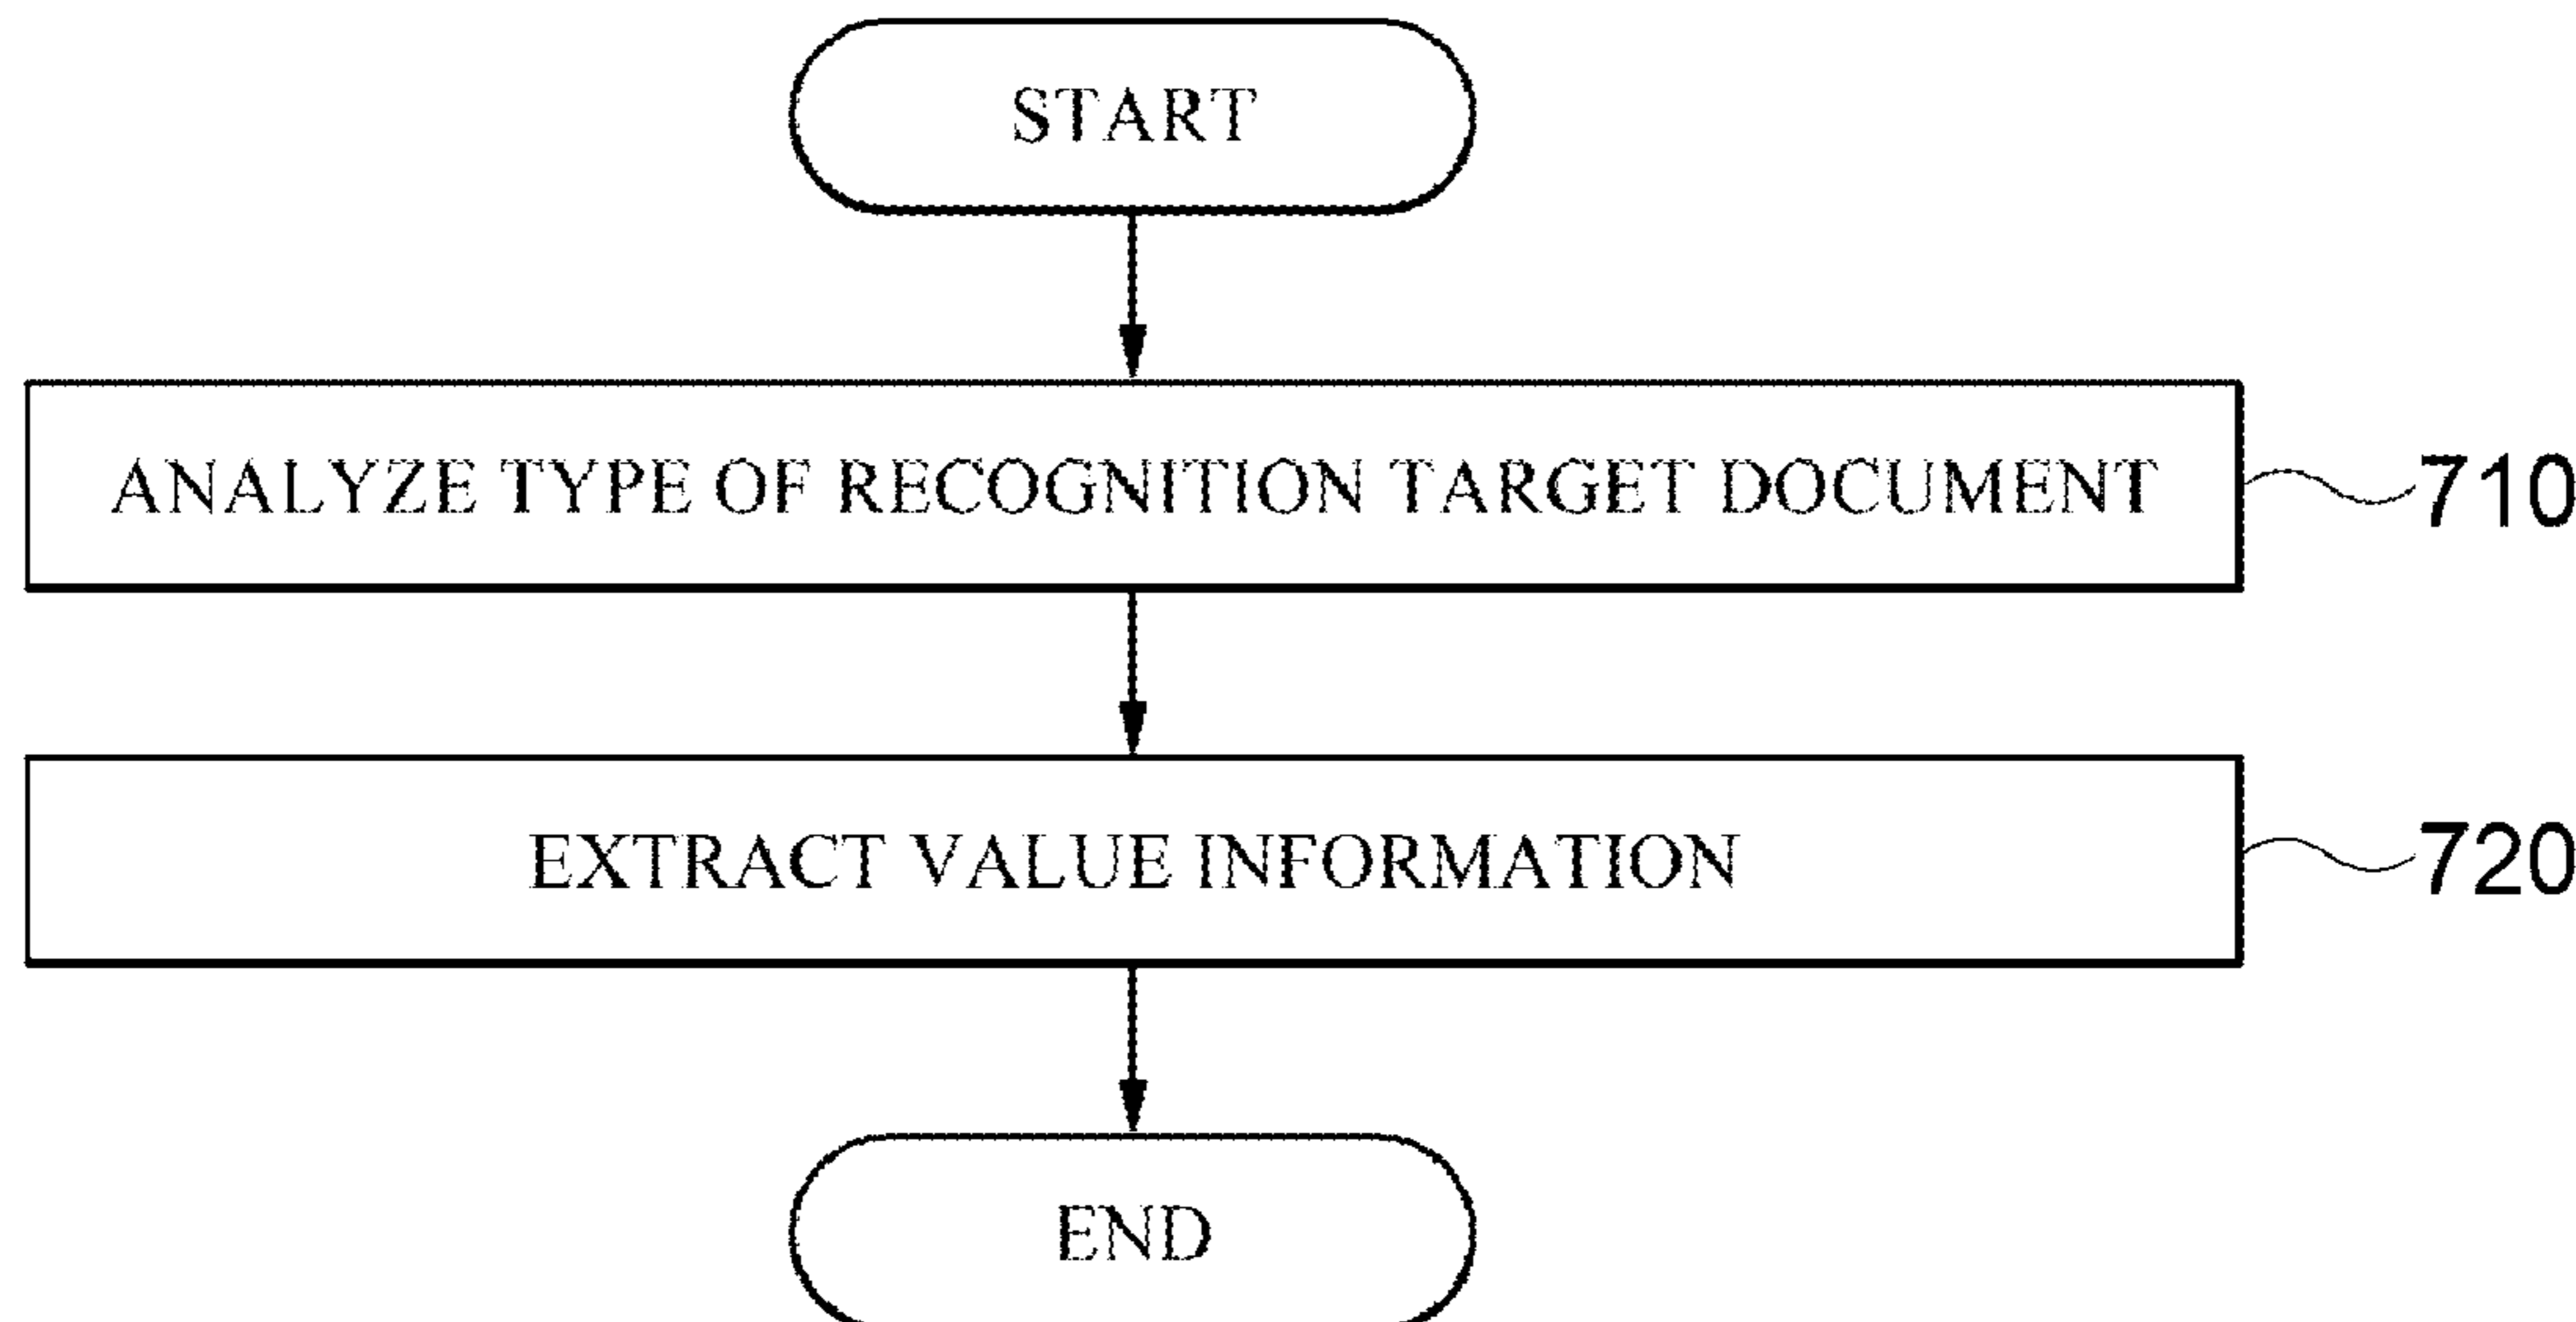 START
ANALYZE TYPE OF RECOGNITION TARGET DOCUMENT 710
EXTRACT VALUE INFORMATION 720
END